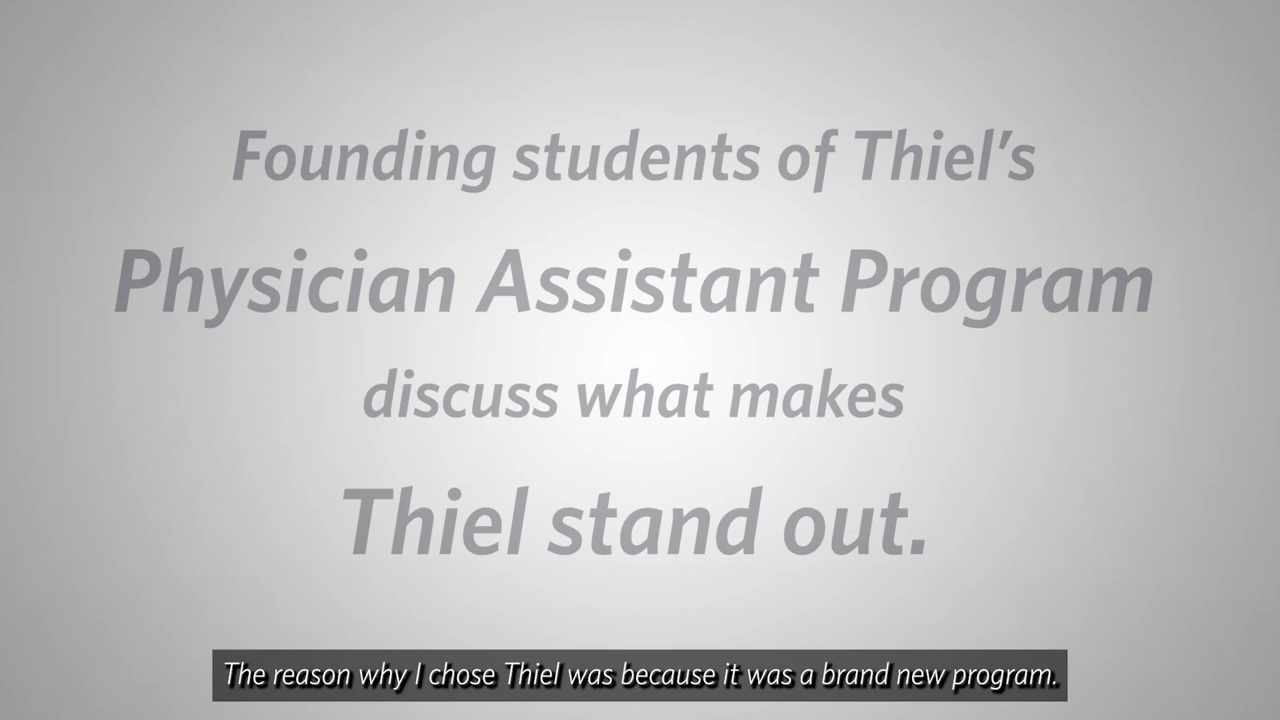 Founding students of Thiel’s
Physician Assistant Program
discuss what makes
Thiel stand out.
The reason why I chose Thiel was because it was a brand new program.